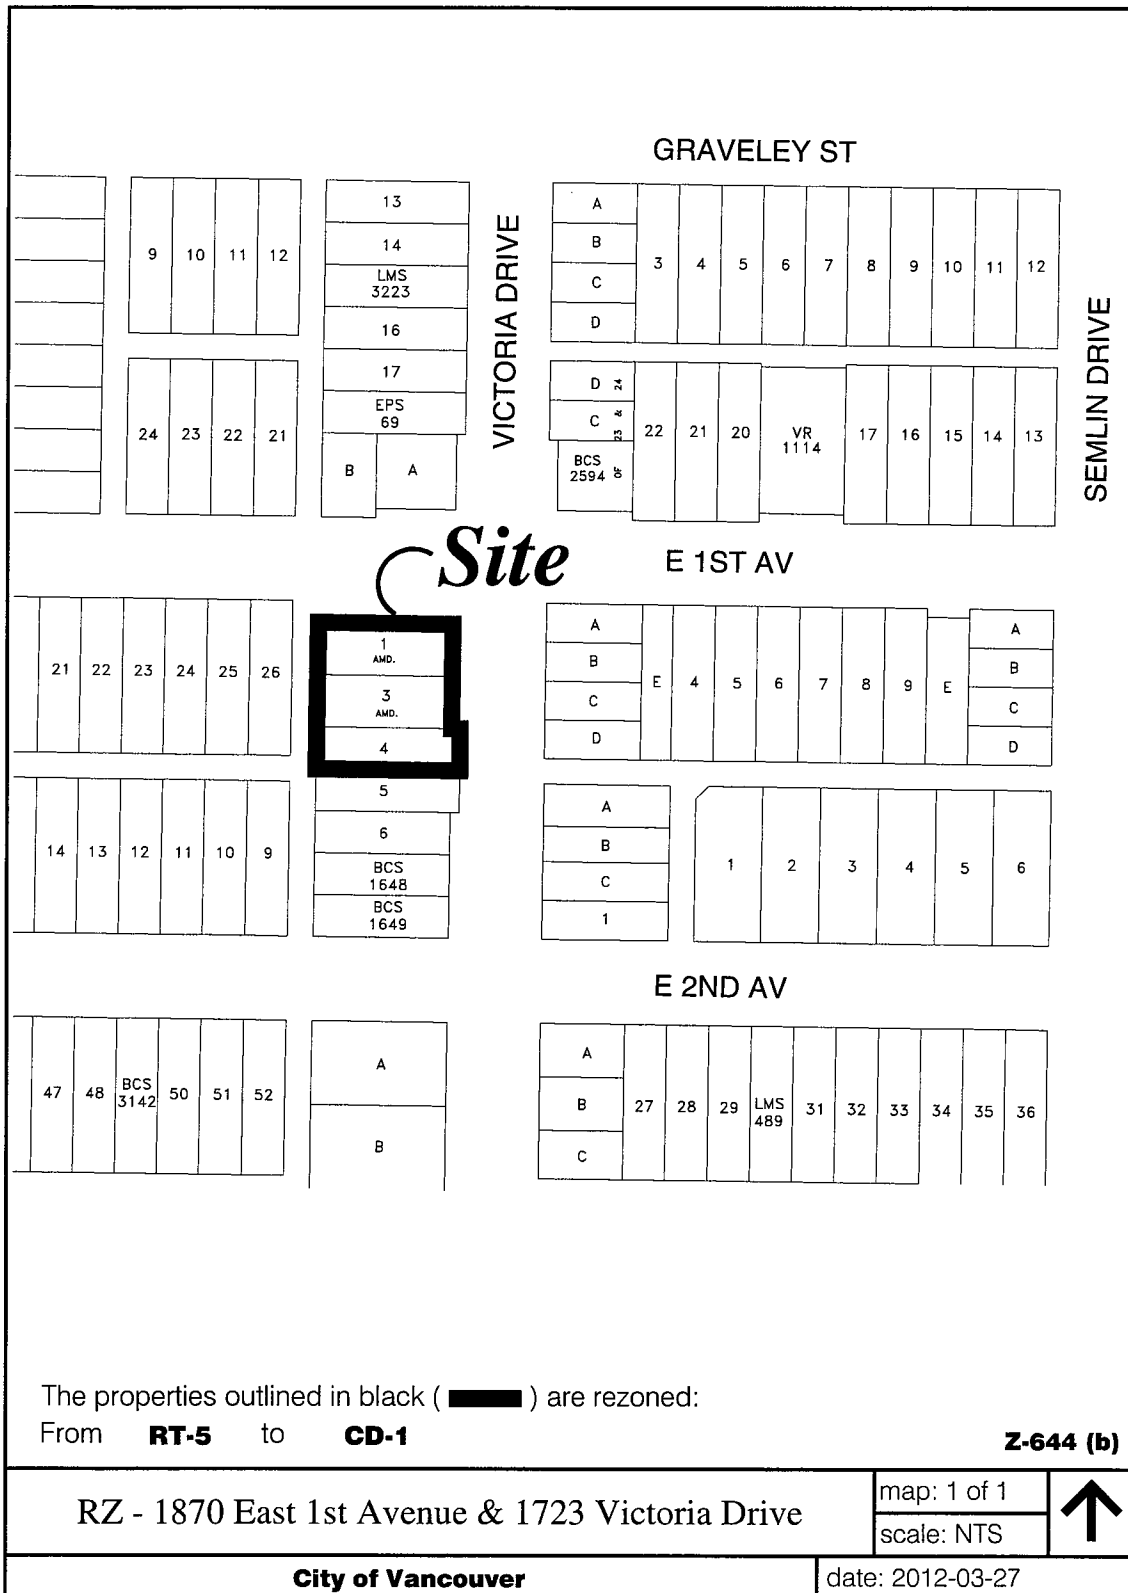 GRAVELEY ST
VICTORIA DRIVE
SEMLIN DRIVE
9 10 11 12
13
14
LMS
3223
16
17
EPS
69
B A
24 23 22 21
A
B
C
D
3 4 5 6 7 8 9 10 11 12
D
C
BCS
2594
OF 23 & 24
22 21 20 VR
1114
17 16 15 14 13
Site
E 1ST AV
21 22 23 24 25 26
1
AMD.
3
AMD.
4
A
B
C
D
E 4 5 6 7 8 9 E
A
B
C
D
14 13 12 11 10 9
5
6
BCS
1648
BCS
1649
A
B
C
1
1 2 3 4 5 6
E 2ND AV
47 48 BCS
3142
50 51 52
A
B
A
B
C
27 28 29 LMS
489
31 32 33 34 35 36
The properties outlined in black ( ) are rezoned:
From RT-5 to CD-1
Z-644 (b)
RZ - 1870 East 1st Avenue & 1723 Victoria Drive
map: 1 of 1
scale: NTS
City of Vancouver
date: 2012-03-27